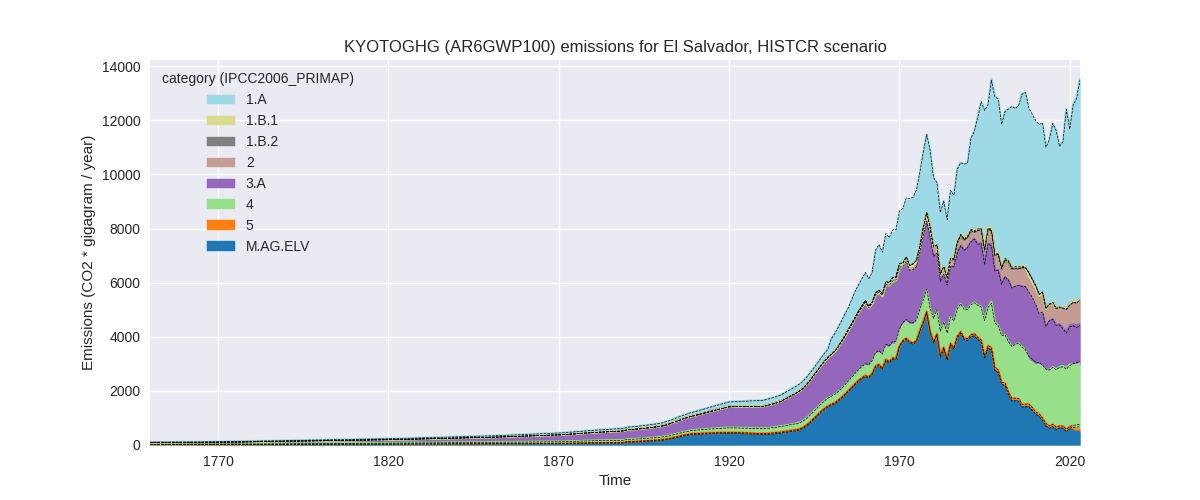 KYOTOGHG (AR6GWP100) emissions for El Salvador, HISTCR scenario
Emissions (CO2 * gigagram / year)
14000
12000
10000
8000
6000
4000
2000
0
category (IPCC2006_PRIMAP)
1.A
1.B.1
1.B.2
2
3.A
4
5
M.AG.ELV
1770
1820
1870
1920
1970
2020
Time